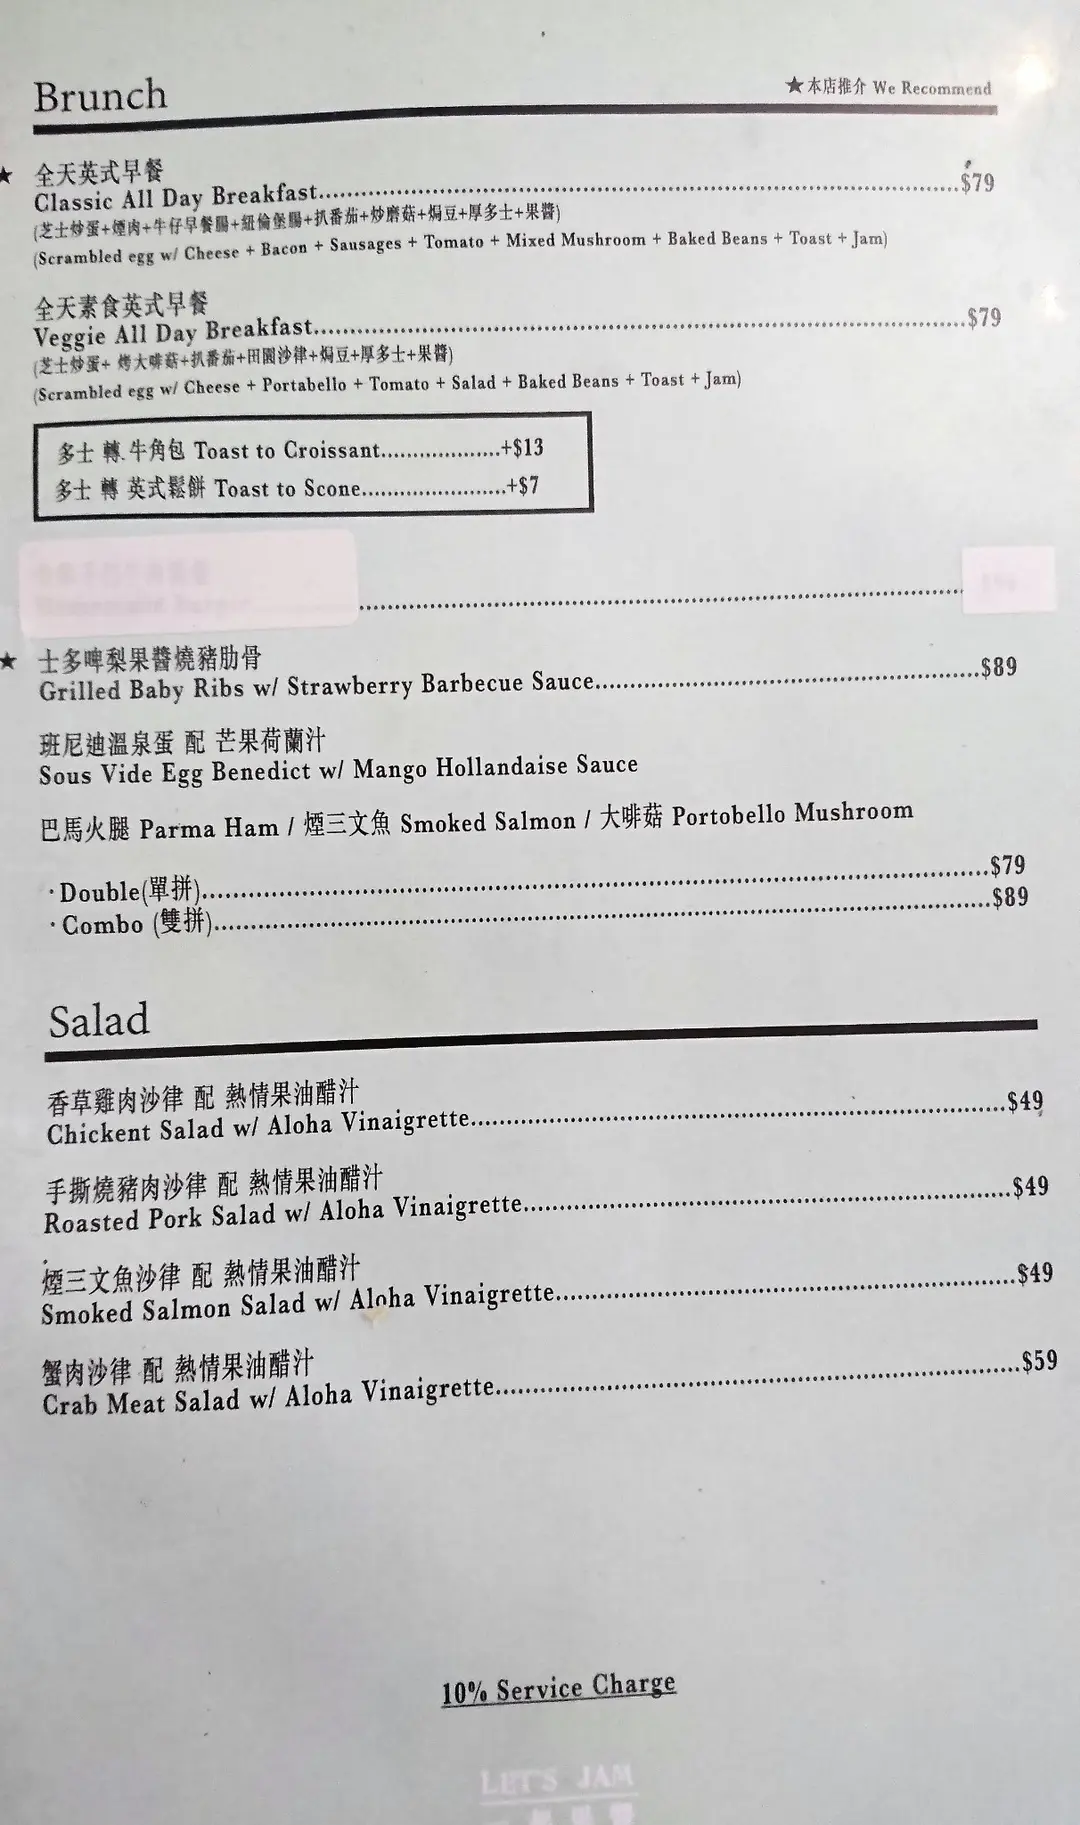 Brunch
★本店推介 We Recommend
★ 全天英式早餐
Classic All Day Breakfast.....$79
(芝士炒蛋+煙肉+牛仔早餐腸+紐倫堡腸+扒番茄+炒磨菇+焗豆+厚多士+果醬)
(Scrambled egg w/ Cheese + Bacon + Sausages + Tomato + Mixed Mushroom + Baked Beans + Toast + Jam)
全天素食英式早餐
Veggie All Day Breakfast.....$79
(芝士炒蛋+ 烤大啡菇+扒番茄+田園沙律+焗豆+厚多士+果醬)
(Scrambled egg w/ Cheese + Portabello + Tomato + Salad + Baked Beans + Toast + Jam)
多士 轉 牛角包 Toast to Croissant.....+$13
多士 轉 英式鬆餅 Toast to Scone.....+$7
★ 士多啤梨果醬燒豬肋骨
Grilled Baby Ribs w/ Strawberry Barbecue Sauce.....$89
班尼迪溫泉蛋 配 芒果荷蘭汁
Sous Vide Egg Benedict w/ Mango Hollandaise Sauce
巴馬火腿 Parma Ham / 煙三文魚 Smoked Salmon / 大啡菇 Portobello Mushroom
· Double(單拼).....$79
· Combo (雙拼).....$89
Salad
香草雞肉沙律 配 熱情果油醋汁
Chickent Salad w/ Aloha Vinaigrette.....$49
手撕燒豬肉沙律 配 熱情果油醋汁
Roasted Pork Salad w/ Aloha Vinaigrette.....$49
煙三文魚沙律 配 熱情果油醋汁
Smoked Salmon Salad w/ Aloha Vinaigrette.....$49
蟹肉沙律 配 熱情果油醋汁
Crab Meat Salad w/ Aloha Vinaigrette.....$59
10% Service Charge
LET'S JAM